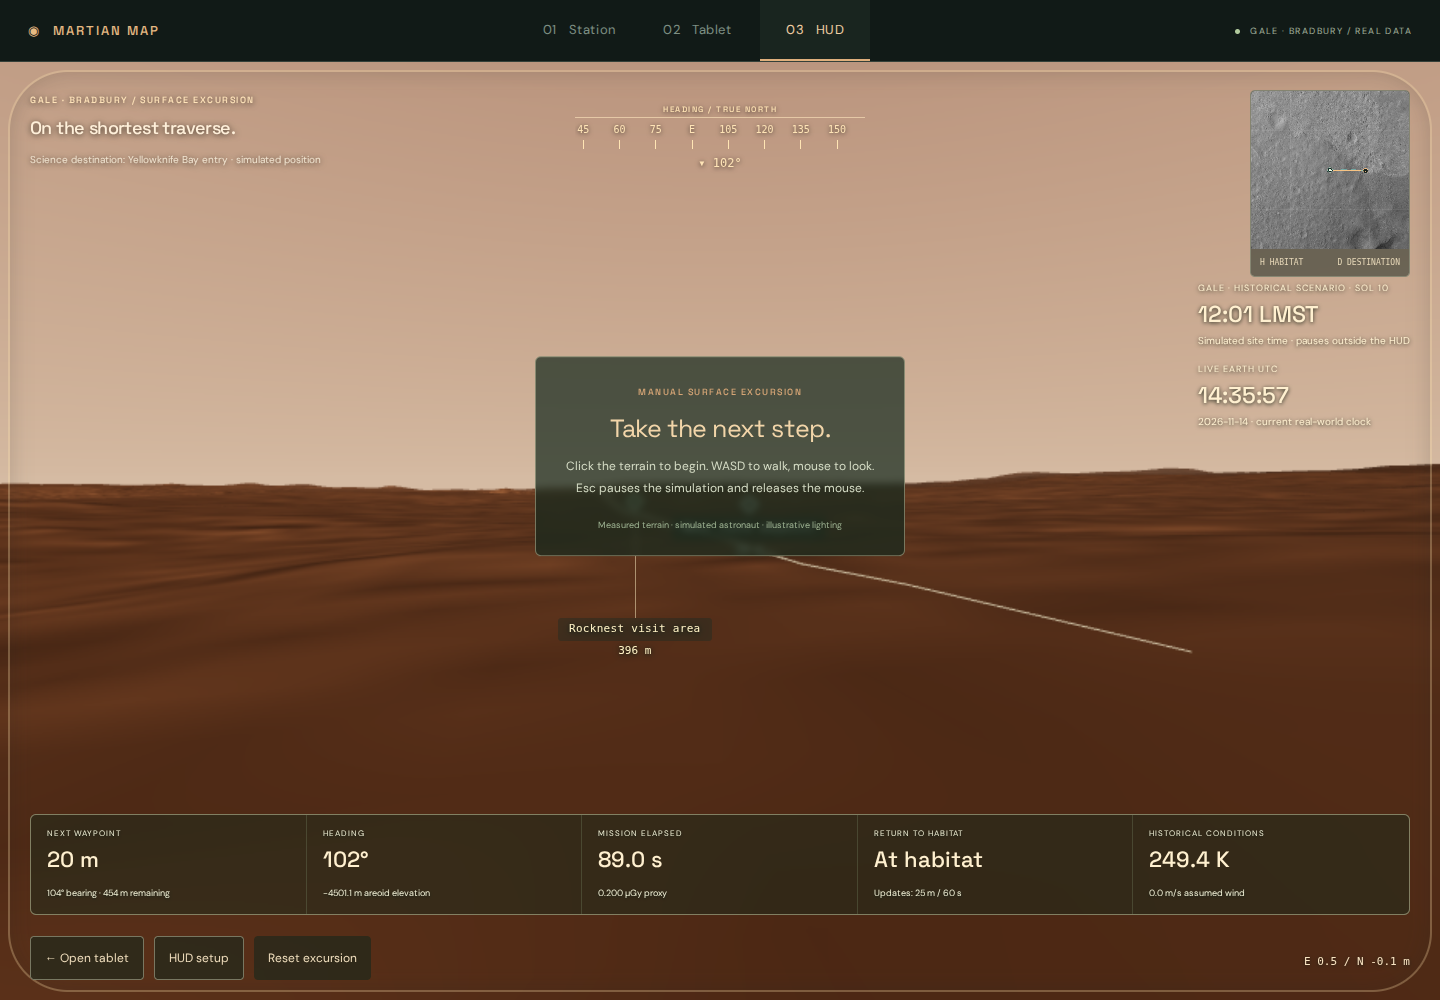 MARTIAN MAP
01 Station
02 Tablet
03 HUD
GALE · BRADBURY / REAL DATA
GALE · BRADBURY / SURFACE EXCURSION
On the shortest traverse.
Science destination: Yellowknife Bay entry · simulated position
HEADING / TRUE NORTH
45 60 75 E 105 120 135 150
▾ 102°
H HABITAT D DESTINATION
GALE · HISTORICAL SCENARIO · SOL 10
12:01 LMST
Simulated site time · pauses outside the HUD
LIVE EARTH UTC
14:35:57
2026-11-14 · current real-world clock
MANUAL SURFACE EXCURSION
Take the next step.
Click the terrain to begin. WASD to walk, mouse to look.
Esc pauses the simulation and releases the mouse.
Measured terrain · simulated astronaut · illustrative lighting
Rocknest visit area
396 m
NEXT WAYPOINT
20 m
104° bearing · 454 m remaining
HEADING
102°
-4501.1 m areoid elevation
MISSION ELAPSED
89.0 s
0.200 µGy proxy
RETURN TO HABITAT
At habitat
Updates: 25 m / 60 s
HISTORICAL CONDITIONS
249.4 K
0.0 m/s assumed wind
← Open tablet
HUD setup
Reset excursion
E 0.5 / N -0.1 m